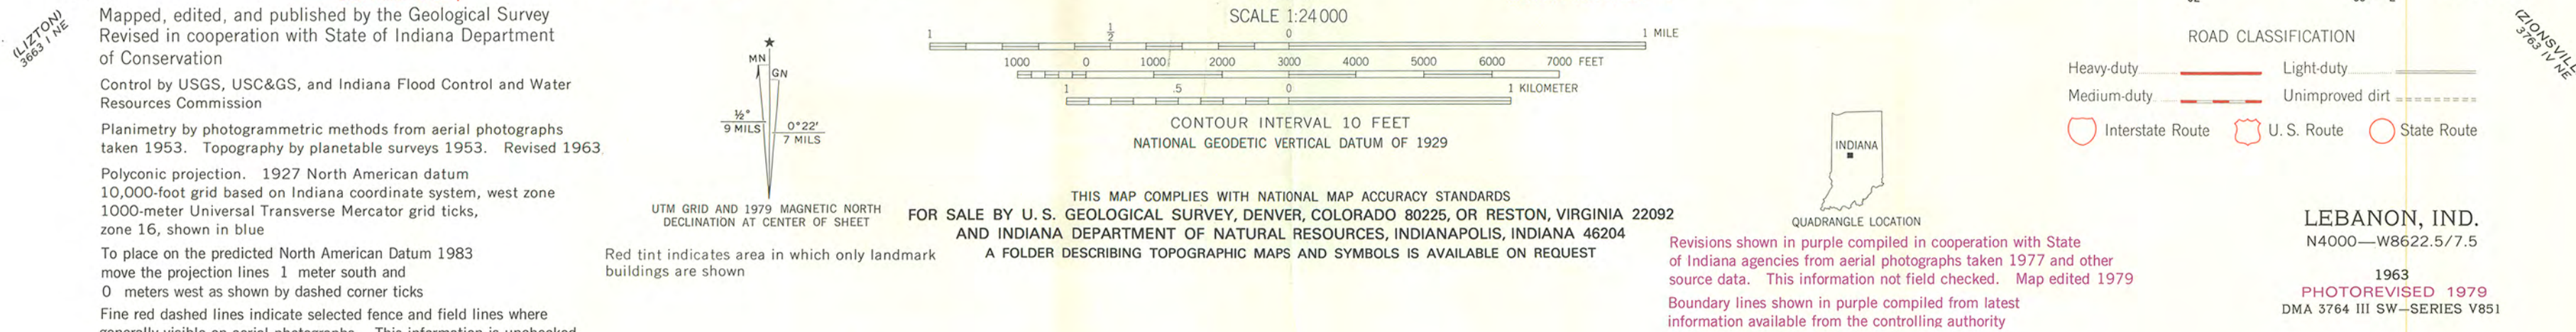 (LIZTON)
3663 I NE
Mapped, edited, and published by the Geological Survey
Revised in cooperation with State of Indiana Department
of Conservation
Control by USGS, USC&GS, and Indiana Flood Control and Water
Resources Commission
Planimetry by photogrammetric methods from aerial photographs
taken 1953. Topography by planetable surveys 1953. Revised 1963
Polyconic projection. 1927 North American datum
10,000-foot grid based on Indiana coordinate system, west zone
1000-meter Universal Transverse Mercator grid ticks,
zone 16, shown in blue
To place on the predicted North American Datum 1983
move the projection lines 1 meter south and
0 meters west as shown by dashed corner ticks
Fine red dashed lines indicate selected fence and field lines where
generally visible on aerial photographs. This information is unchecked
MN
GN
½°
9 MILS
0°22'
7 MILS
UTM GRID AND 1979 MAGNETIC NORTH
DECLINATION AT CENTER OF SHEET
Red tint indicates area in which only landmark
buildings are shown
SCALE 1:24 000
1 ½ 0 1 MILE
1000 0 1000 2000 3000 4000 5000 6000 7000 FEET
1 .5 0 1 KILOMETER
CONTOUR INTERVAL 10 FEET
NATIONAL GEODETIC VERTICAL DATUM OF 1929
THIS MAP COMPLIES WITH NATIONAL MAP ACCURACY STANDARDS
FOR SALE BY U. S. GEOLOGICAL SURVEY, DENVER, COLORADO 80225, OR RESTON, VIRGINIA 22092
AND INDIANA DEPARTMENT OF NATURAL RESOURCES, INDIANAPOLIS, INDIANA 46204
A FOLDER DESCRIBING TOPOGRAPHIC MAPS AND SYMBOLS IS AVAILABLE ON REQUEST
INDIANA
QUADRANGLE LOCATION
Revisions shown in purple compiled in cooperation with State
of Indiana agencies from aerial photographs taken 1977 and other
source data. This information not field checked. Map edited 1979
Boundary lines shown in purple compiled from latest
information available from the controlling authority
ROAD CLASSIFICATION
Heavy-duty Light-duty
Medium-duty Unimproved dirt
Interstate Route U. S. Route State Route
(ZIONSVILL
3763 IV NE
LEBANON, IND.
N4000—W8622.5/7.5
1963
PHOTOREVISED 1979
DMA 3764 III SW—SERIES V851